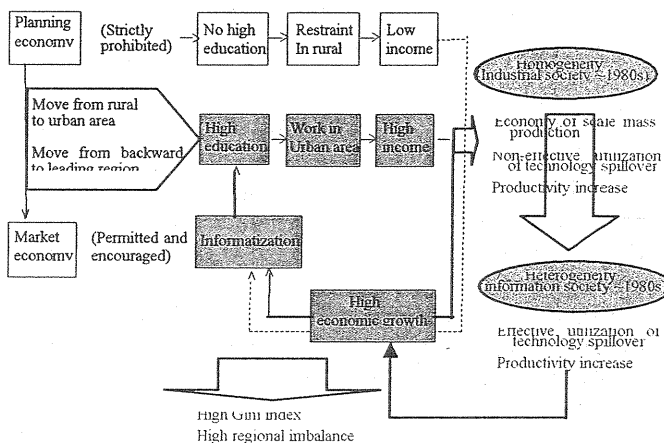 Planning
economy
(Strictly
prohibited)
No high
education
Restraint
In rural
Low
income
Homogeneity
Industrial society ~1980s)
Move from rural
to urban area
Move from backward
to leading region
High
education
Work in
Urban area
High
income
Economy of scale mass
production
Non-effective utilization
of technology spillover
Productivity increase
Market
economy
(Permitted and
encouraged)
Informatization
High
economic growth
Heterogeneity
information society ~1980s
Effective utilization of
technology spillover
Productivity increase
High Gini index
High regional imbalance